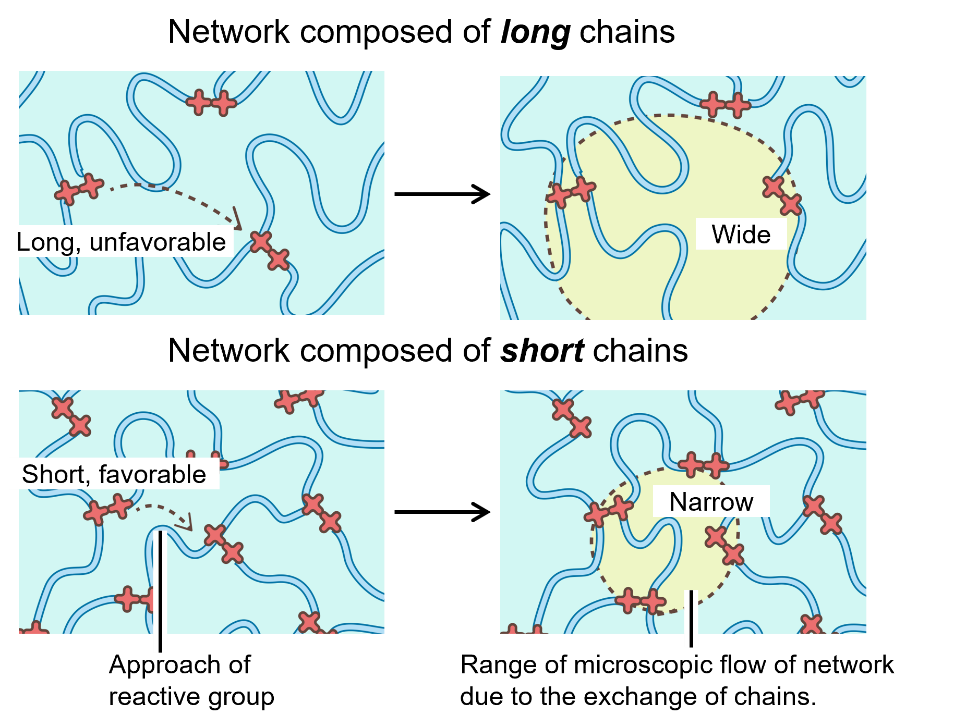 Network composed of long chains
Long, unfavorable
Wide
Network composed of short chains
Short, favorable
Narrow
Approach of
reactive group
Range of microscopic flow of network
due to the exchange of chains.